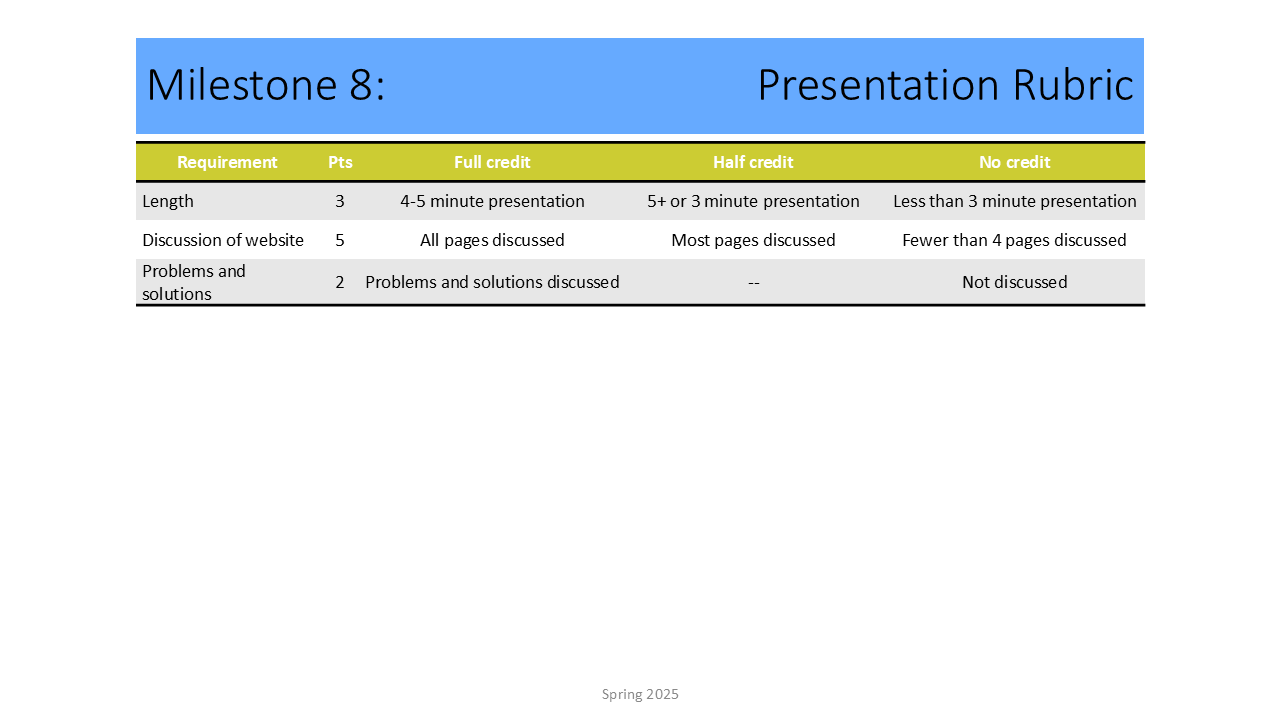 Milestone 8: Presentation Rubric
Requirement Pts Full credit Half credit No credit
Length 3 4-5 minute presentation 5+ or 3 minute presentation Less than 3 minute presentation
Discussion of website 5 All pages discussed Most pages discussed Fewer than 4 pages discussed
Problems and
solutions 2 Problems and solutions discussed -- Not discussed
Spring 2025